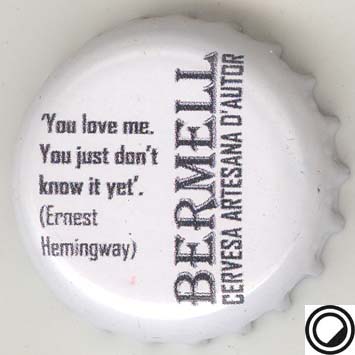 'You love me.
You just don't
know it yet'.
(Ernest
Hemingway)
BERMELL
CERVESA ARTESANA D'AUTOR